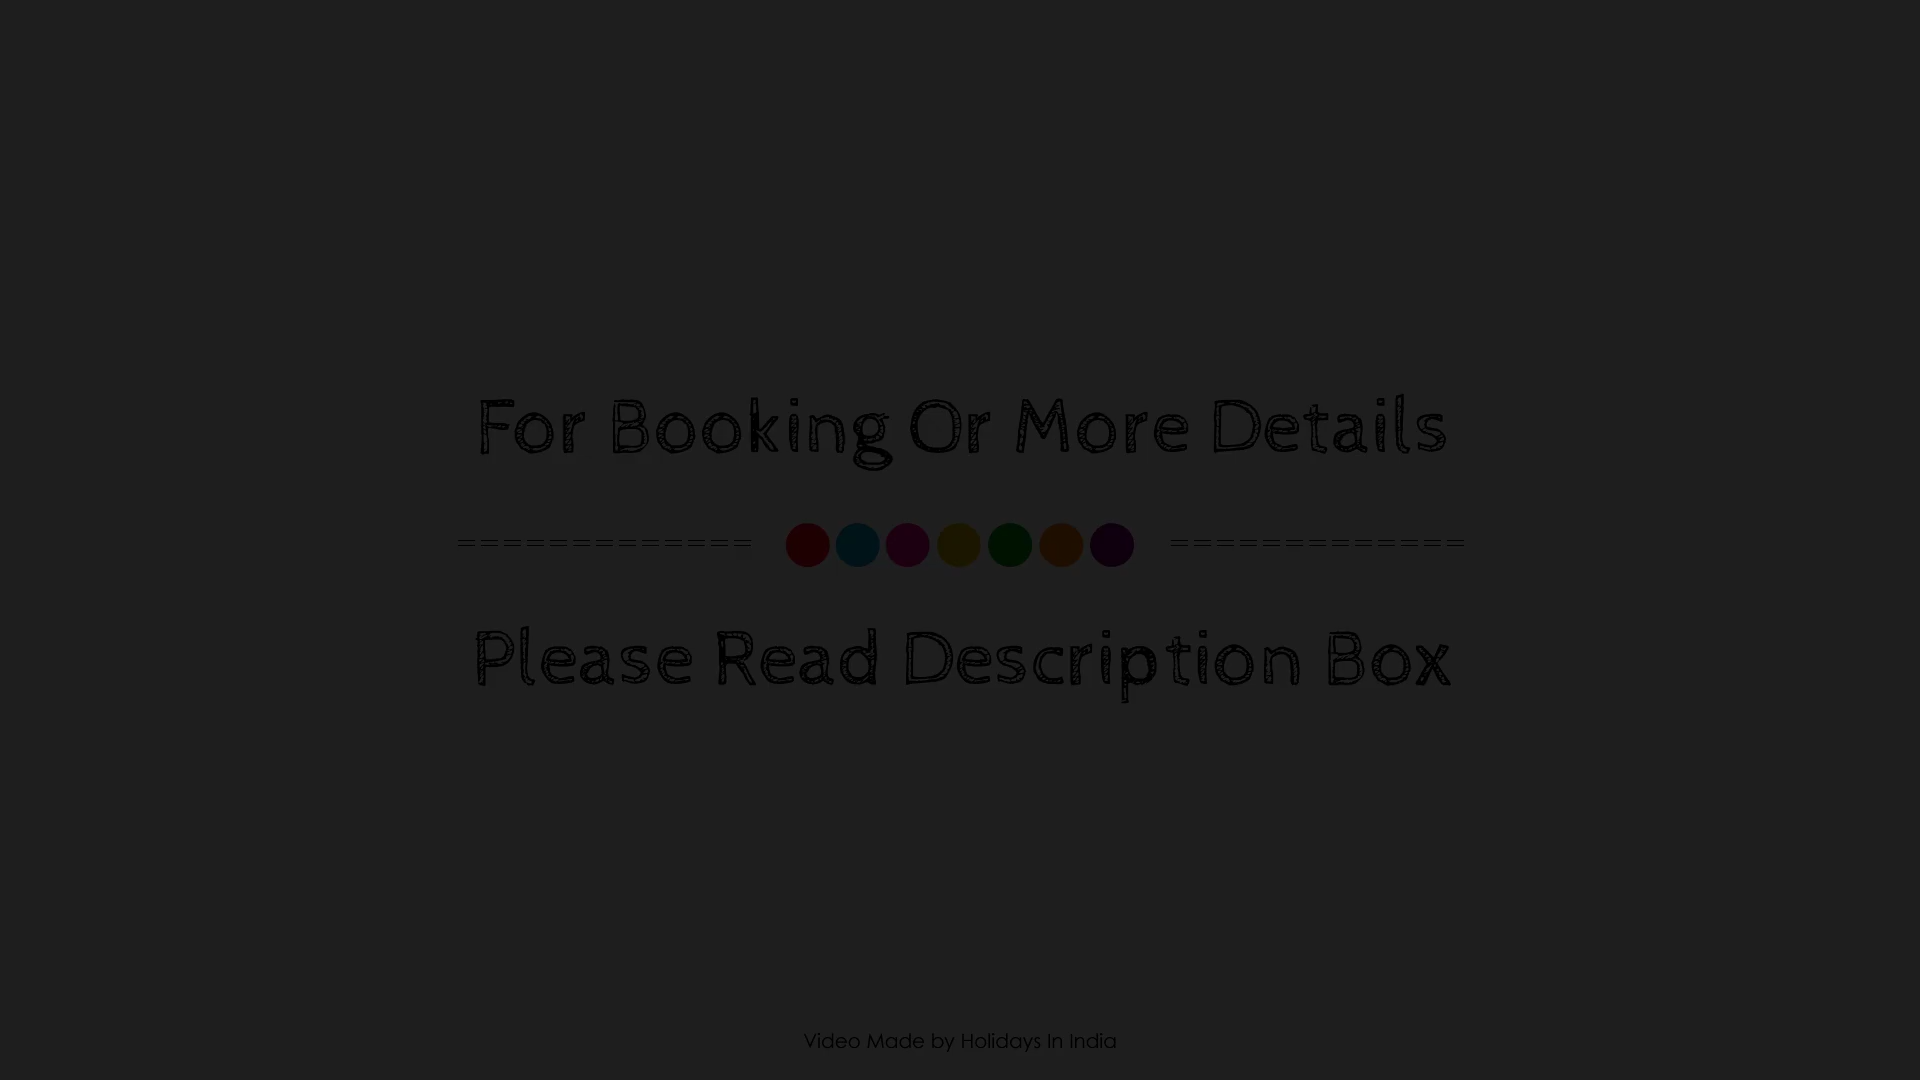 For Booking Or More Details
============= =============
Please Read Description Box
Video Made by Holidays In India